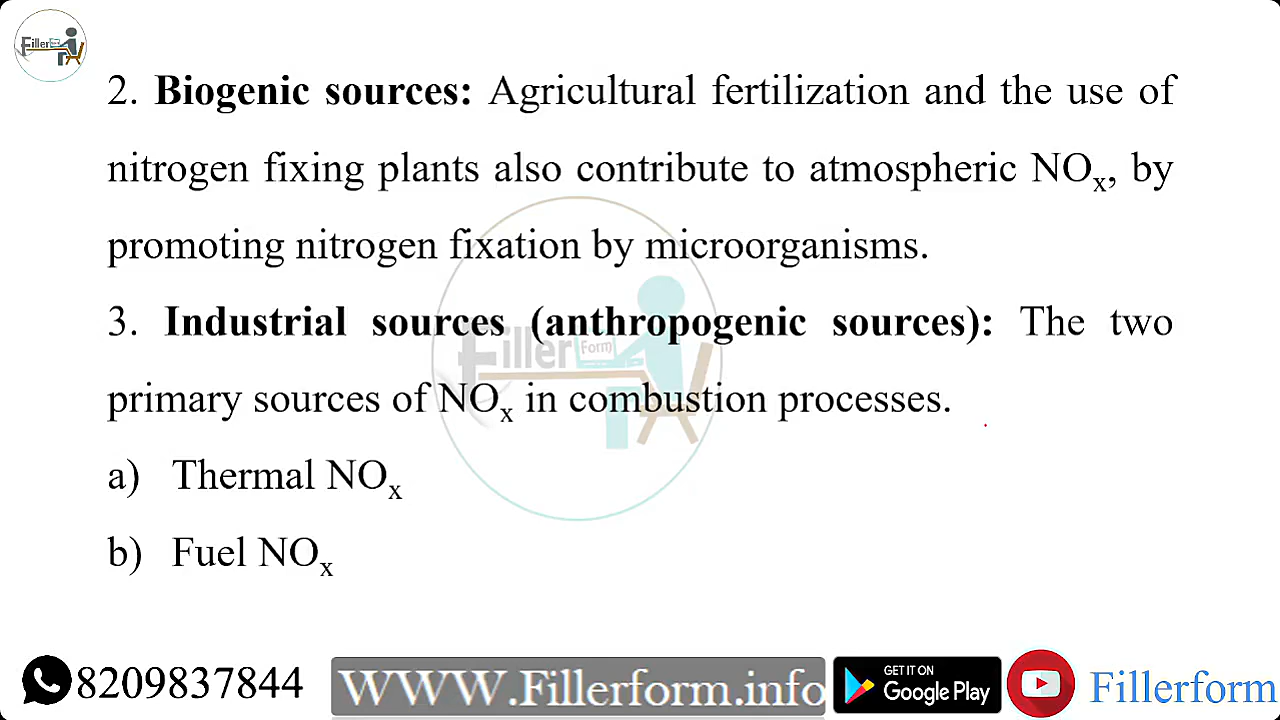 Filler
2. Biogenic sources: Agricultural fertilization and the use of
nitrogen fixing plants also contribute to atmospheric NOx, by
promoting nitrogen fixation by microorganisms.
3. Industrial sources (anthropogenic sources): The two
primary sources of NOx in combustion processes.
Filler Form
a) Thermal NOx
b) Fuel NOx
8209837844
WWW.Fillerform.info
GET IT ON
Google Play
Fillerform